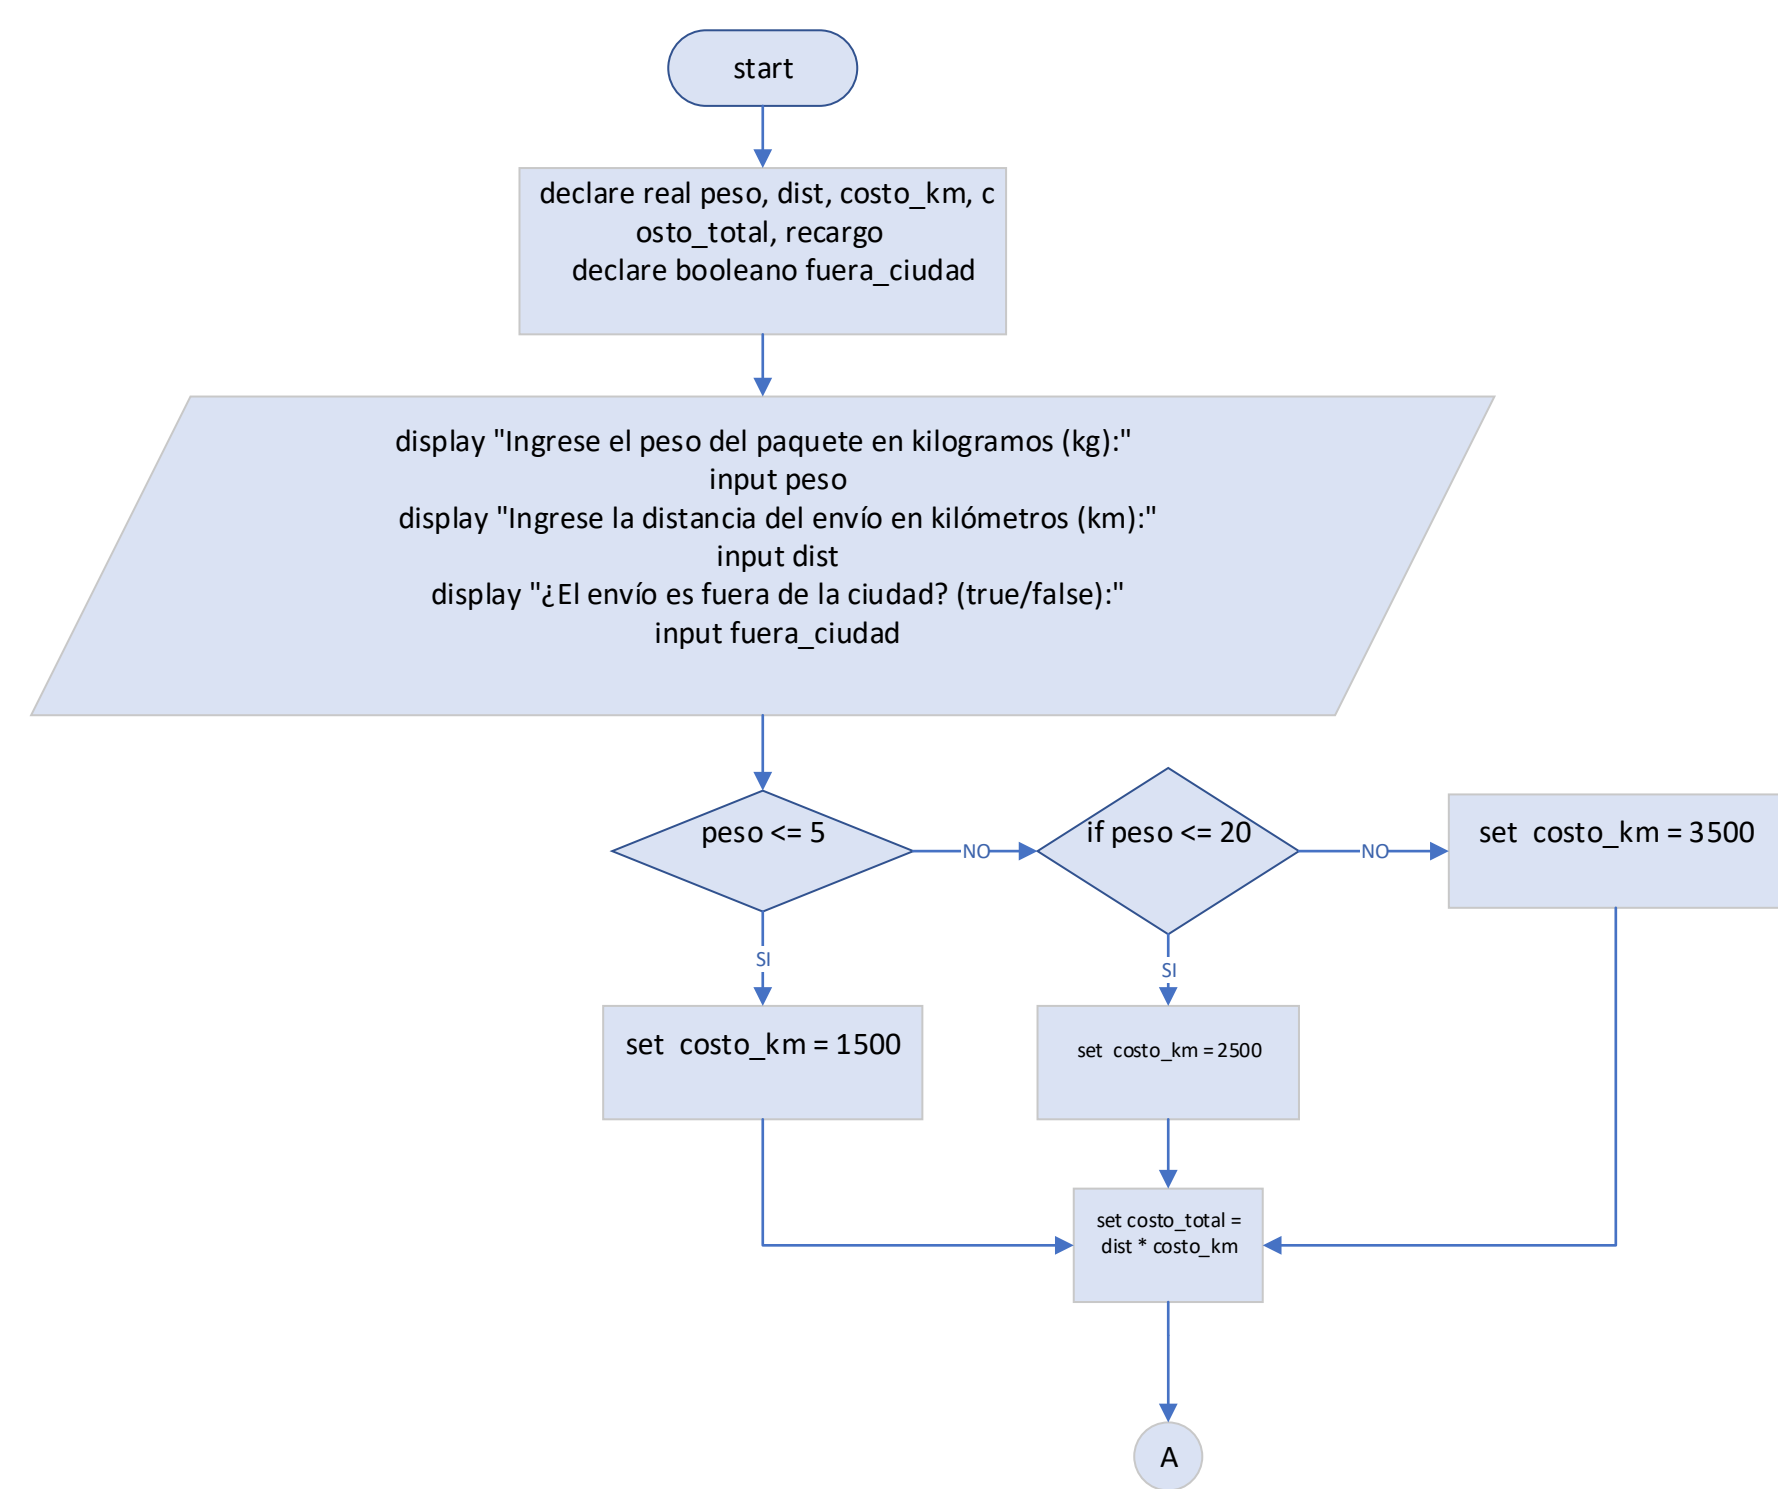 start
declare real peso, dist, costo_km, c
osto_total, recargo
declare booleano fuera_ciudad
display "Ingrese el peso del paquete en kilogramos (kg):"
input peso
display "Ingrese la distancia del envío en kilómetros (km):"
input dist
display "¿El envío es fuera de la ciudad? (true/false):"
input fuera_ciudad
peso <= 5
NO
if peso <= 20
NO
set  costo_km = 3500
SI
SI
set  costo_km = 1500
set  costo_km = 2500
set costo_total =
dist * costo_km
A